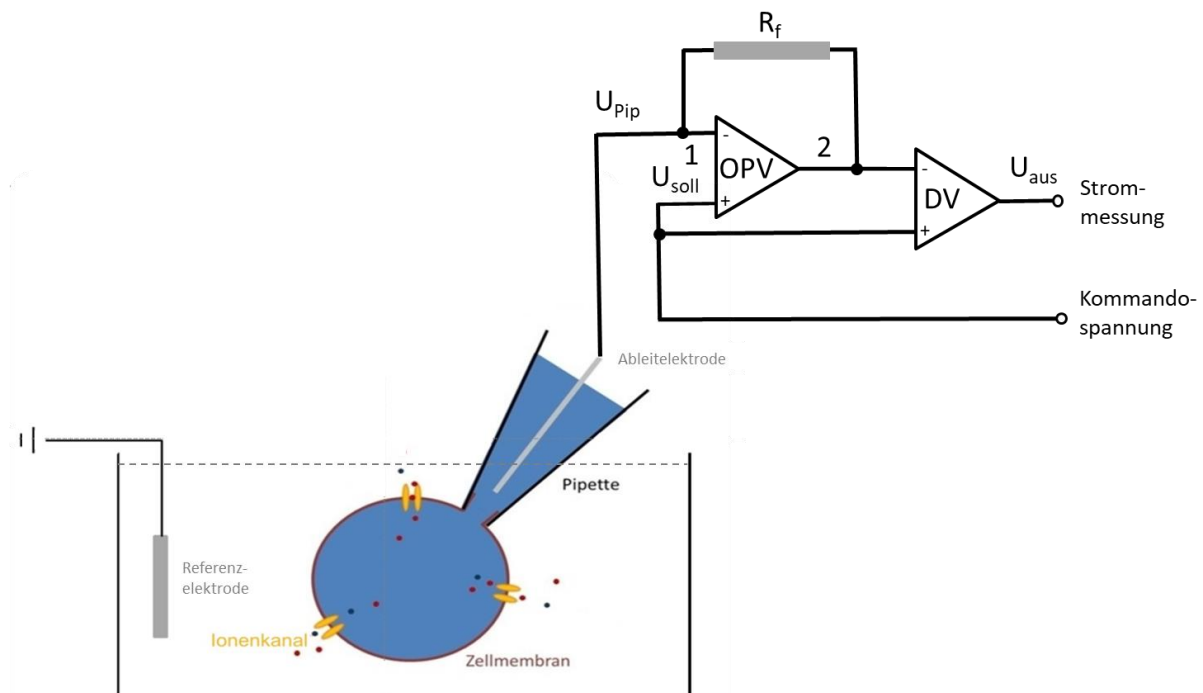 R_f
U_Pip
1
-
OPV
+
2
U_soll
-
DV
+
U_aus
Strom-
messung
Kommando-
spannung
Ableitelektrode
Pipette
Referenz-
elektrode
Ionenkanal
Zellmembran